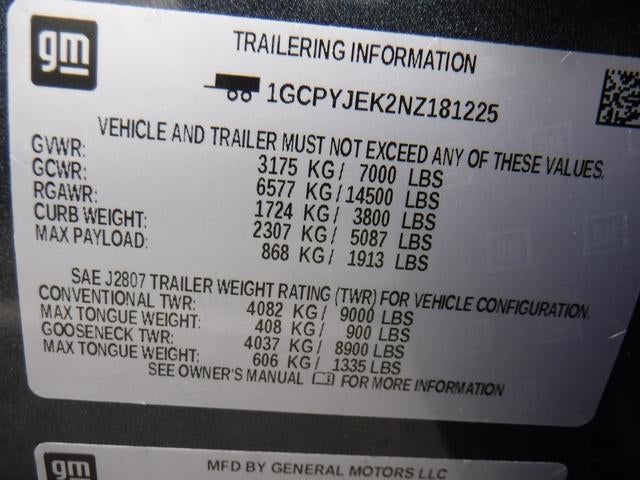 gm
TRAILERING INFORMATION
1GCPYJEK2NZ181225
VEHICLE AND TRAILER MUST NOT EXCEED ANY OF THESE VALUES.
GVWR: 3175 KG/ 7000 LBS
GCWR: 6577 KG/14500 LBS
RGAWR: 1724 KG/ 3800 LBS
CURB WEIGHT: 2307 KG/ 5087 LBS
MAX PAYLOAD: 868 KG/ 1913 LBS
SAE J2807 TRAILER WEIGHT RATING (TWR) FOR VEHICLE CONFIGURATION.
CONVENTIONAL TWR: 4082 KG/ 9000 LBS
MAX TONGUE WEIGHT: 408 KG/ 900 LBS
GOOSENECK TWR: 4037 KG/ 8900 LBS
MAX TONGUE WEIGHT: 606 KG/ 1335 LBS
SEE OWNER'S MANUAL FOR MORE INFORMATION
gm
MFD BY GENERAL MOTORS LLC